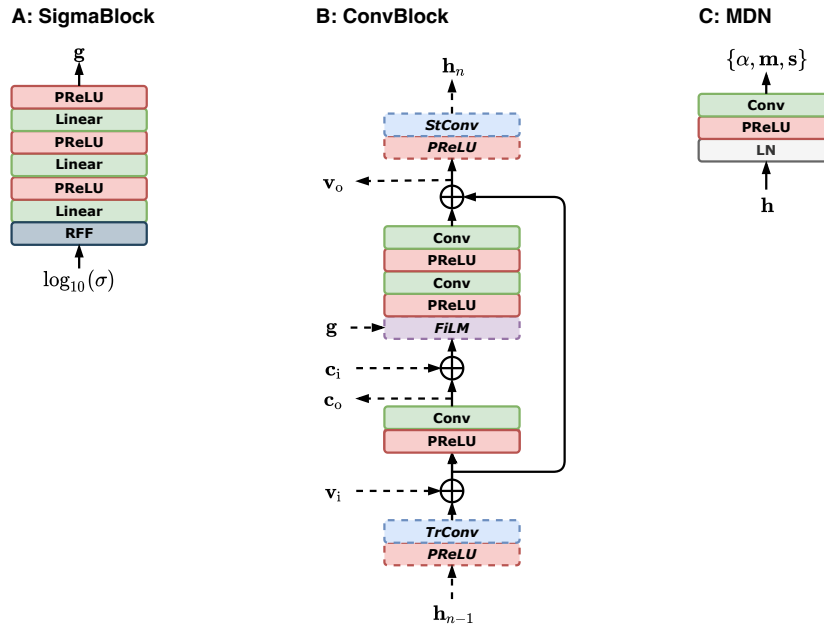 A: SigmaBlock
g
PReLU
Linear
PReLU
Linear
PReLU
Linear
RFF
log₁₀(σ)
B: ConvBlock
hₙ
StConv
PReLU
vₒ
Conv
PReLU
Conv
PReLU
g
FiLM
cᵢ
cₒ
Conv
PReLU
vᵢ
TrConv
PReLU
hₙ₋₁
C: MDN
{α, m, s}
Conv
PReLU
LN
h